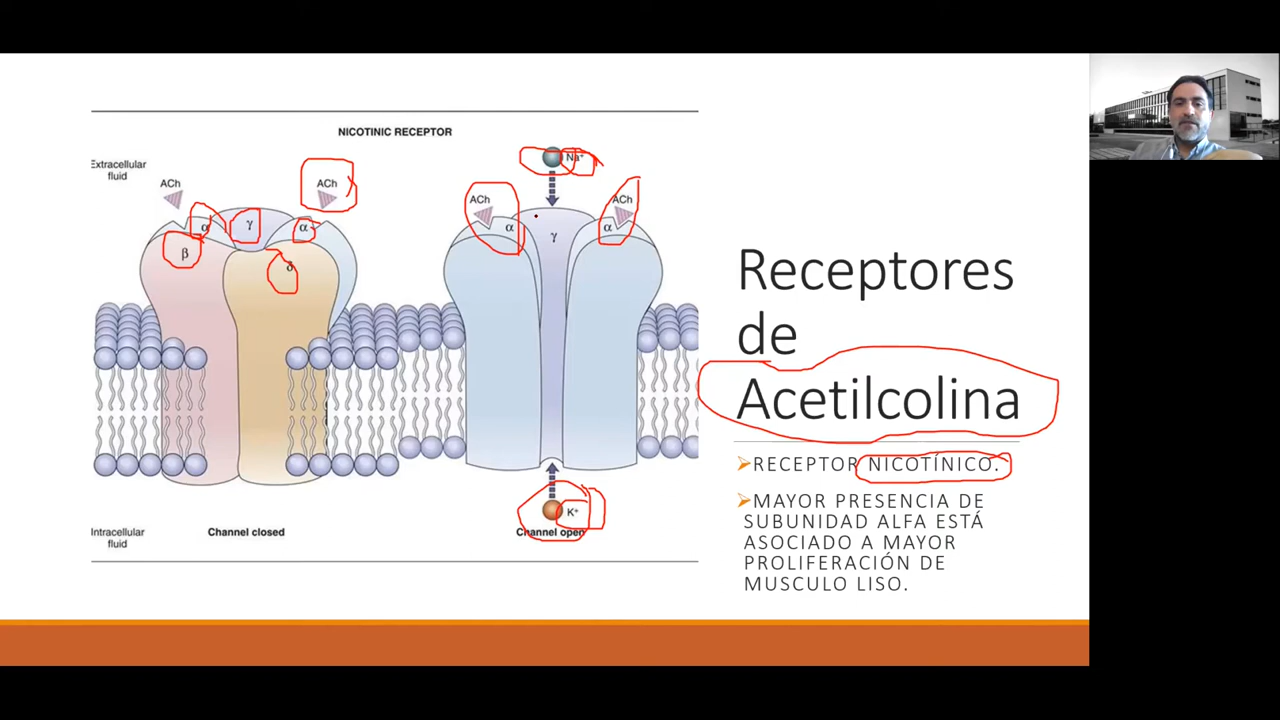 NICOTINIC RECEPTOR
Extracellular
fluid
ACh
ACh
α
γ
α
β
δ
Na⁺
ACh
ACh
α
γ
α
K⁺
Intracellular
fluid
Channel closed
Channel open
Receptores
de
Acetilcolina
RECEPTOR NICOTÍNICO.
MAYOR PRESENCIA DE
SUBUNIDAD ALFA ESTÁ
ASOCIADO A MAYOR
PROLIFERACIÓN DE
MUSCULO LISO.